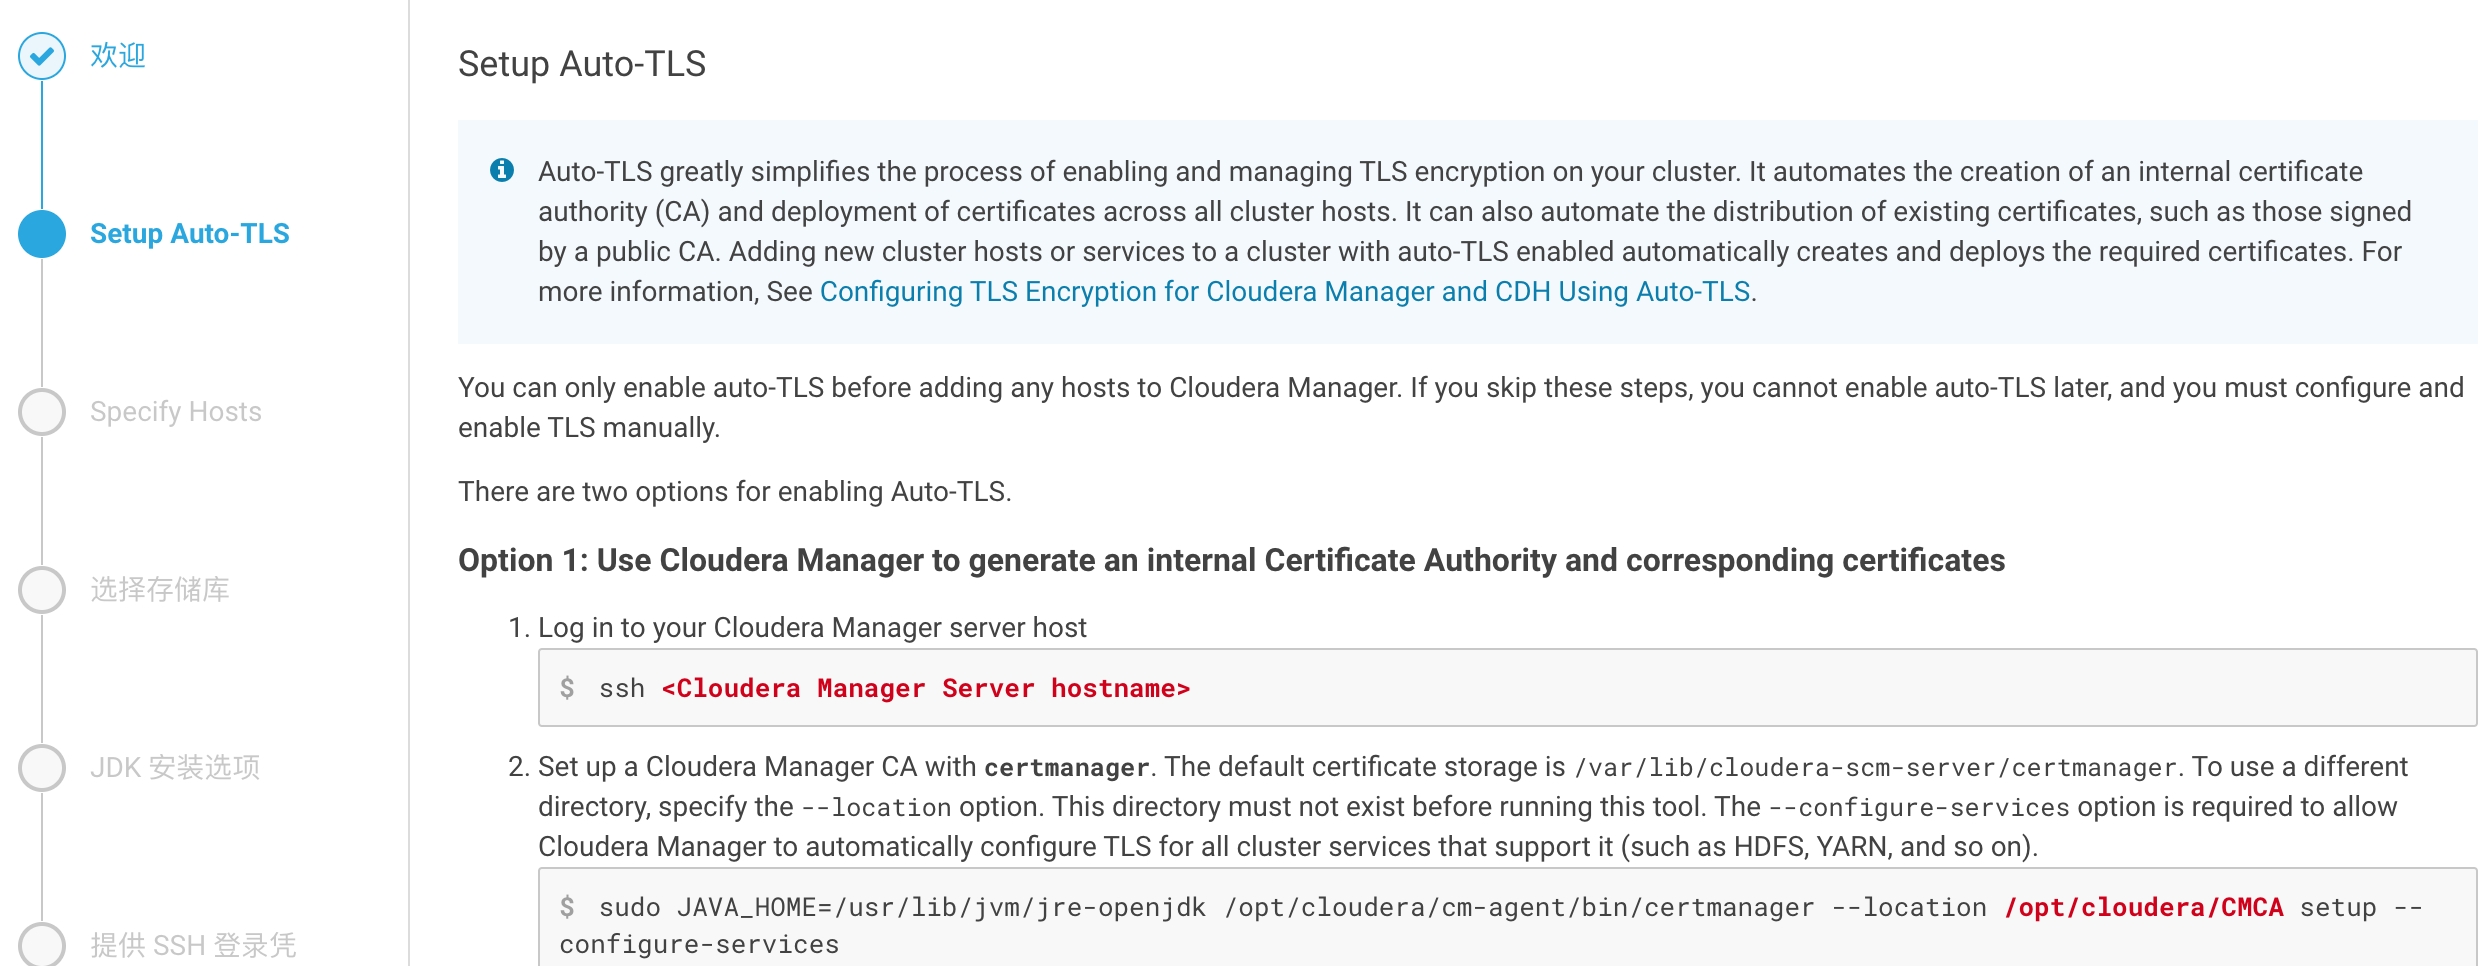 欢迎
Setup Auto-TLS
Specify Hosts
选择存储库
JDK 安装选项
提供 SSH 登录凭
Setup Auto-TLS
Auto-TLS greatly simplifies the process of enabling and managing TLS encryption on your cluster. It automates the creation of an internal certificate
authority (CA) and deployment of certificates across all cluster hosts. It can also automate the distribution of existing certificates, such as those signed
by a public CA. Adding new cluster hosts or services to a cluster with auto-TLS enabled automatically creates and deploys the required certificates. For
more information, See Configuring TLS Encryption for Cloudera Manager and CDH Using Auto-TLS.
You can only enable auto-TLS before adding any hosts to Cloudera Manager. If you skip these steps, you cannot enable auto-TLS later, and you must configure and
enable TLS manually.
There are two options for enabling Auto-TLS.
Option 1: Use Cloudera Manager to generate an internal Certificate Authority and corresponding certificates
1. Log in to your Cloudera Manager server host
$ ssh <Cloudera Manager Server hostname>
2. Set up a Cloudera Manager CA with certmanager. The default certificate storage is /var/lib/cloudera-scm-server/certmanager. To use a different
directory, specify the --location option. This directory must not exist before running this tool. The --configure-services option is required to allow
Cloudera Manager to automatically configure TLS for all cluster services that support it (such as HDFS, YARN, and so on).
$ sudo JAVA_HOME=/usr/lib/jvm/jre-openjdk /opt/cloudera/cm-agent/bin/certmanager --location /opt/cloudera/CMCA setup --
configure-services